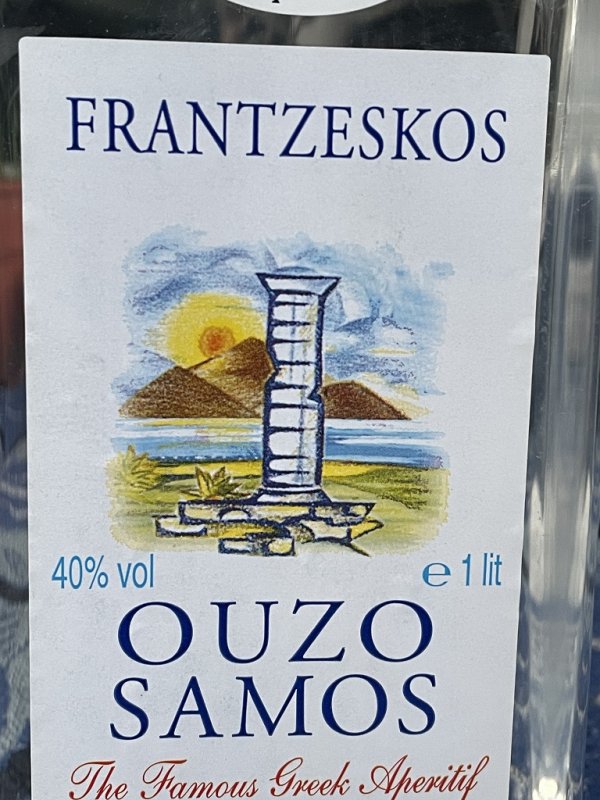 FRANTZESKOS
40% vol
℮ 1 lit
OUZO
SAMOS
The Famous Greek Aperitif